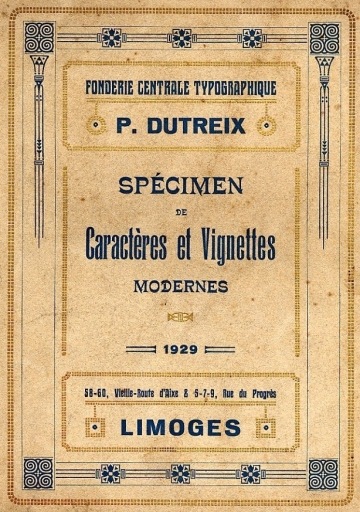 FONDERIE CENTRALE TYPOGRAPHIQUE
P. DUTREIX
SPÉCIMEN
DE
Caractères et Vignettes
MODERNES
1929
58-60, Vieille-Route d'Aixe & 5-7-9, Rue du Progrès
LIMOGES